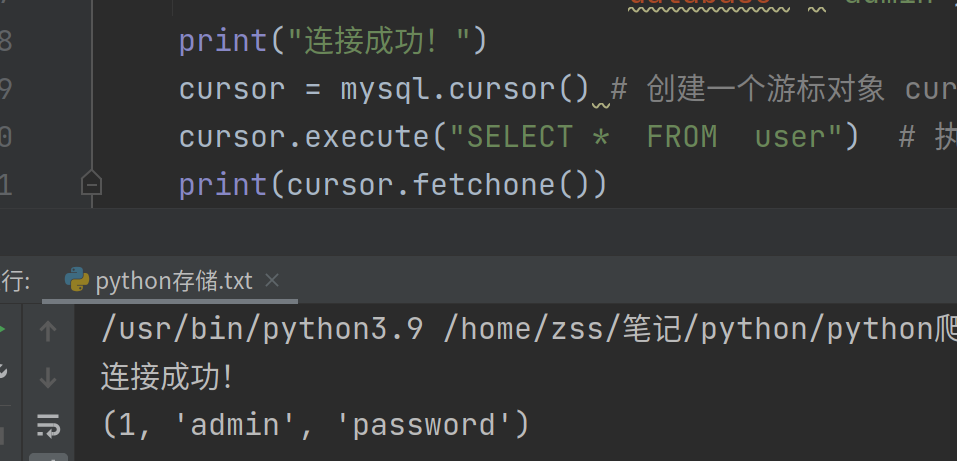 database = "admin"
8 print("连接成功！")
9 cursor = mysql.cursor() # 创建一个游标对象 cur
0 cursor.execute("SELECT *  FROM  user")  # 执
1 print(cursor.fetchone())
行:
python存储.txt
/usr/bin/python3.9 /home/zss/笔记/python/python爬
连接成功！
(1, 'admin', 'password')